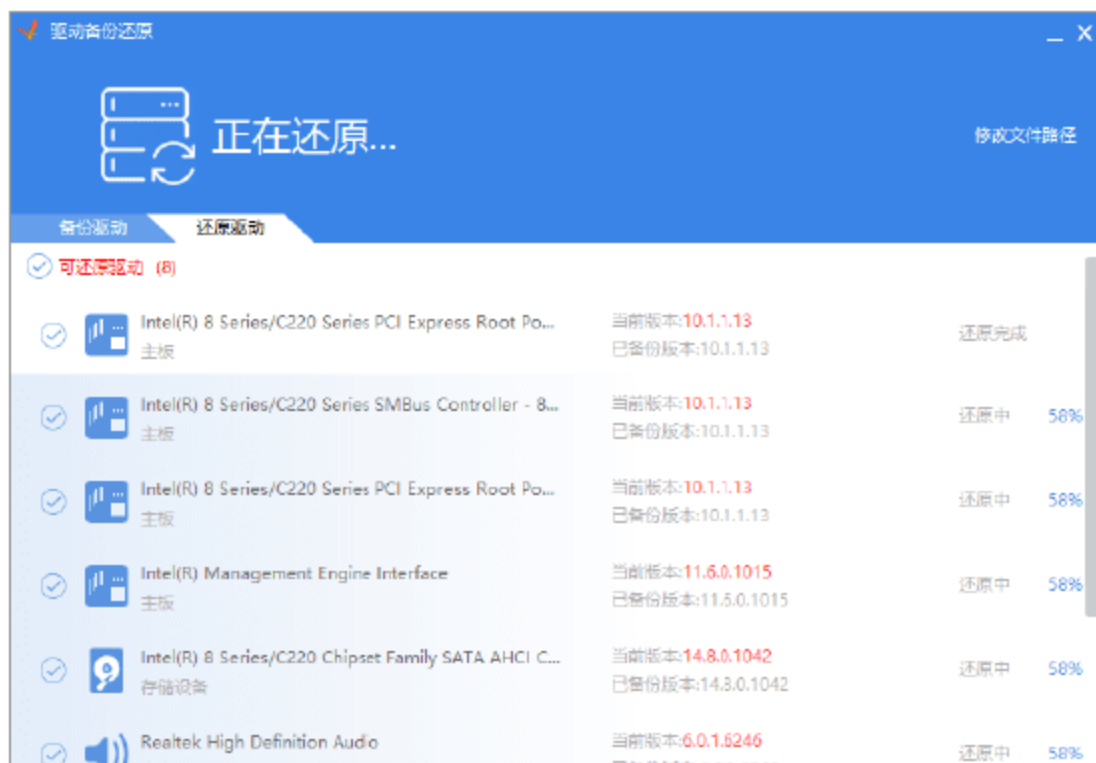 驱动备份还原
正在还原...
修改文件路径
备份驱动 还原驱动
可还原驱动 (8)
Intel(R) 8 Series/C220 Series PCI Express Root Po... 当前版本:10.1.1.13
主板 已备份版本:10.1.1.13 还原完成
Intel(R) 8 Series/C220 Series SMBus Controller - 8... 当前版本:10.1.1.13
主板 已备份版本:10.1.1.13 还原中 58%
Intel(R) 8 Series/C220 Series PCI Express Root Po... 当前版本:10.1.1.13
主板 已备份版本:10.1.1.13 还原中 58%
Intel(R) Management Engine Interface 当前版本:11.6.0.1015
主板 已备份版本:11.6.0.1015 还原中 58%
Intel(R) 8 Series/C220 Chipset Family SATA AHCI C... 当前版本:14.8.0.1042
存储设备 已备份版本:14.8.0.1042 还原中 58%
Realtek High Definition Audio 当前版本:6.0.1.6246
还原中 58%